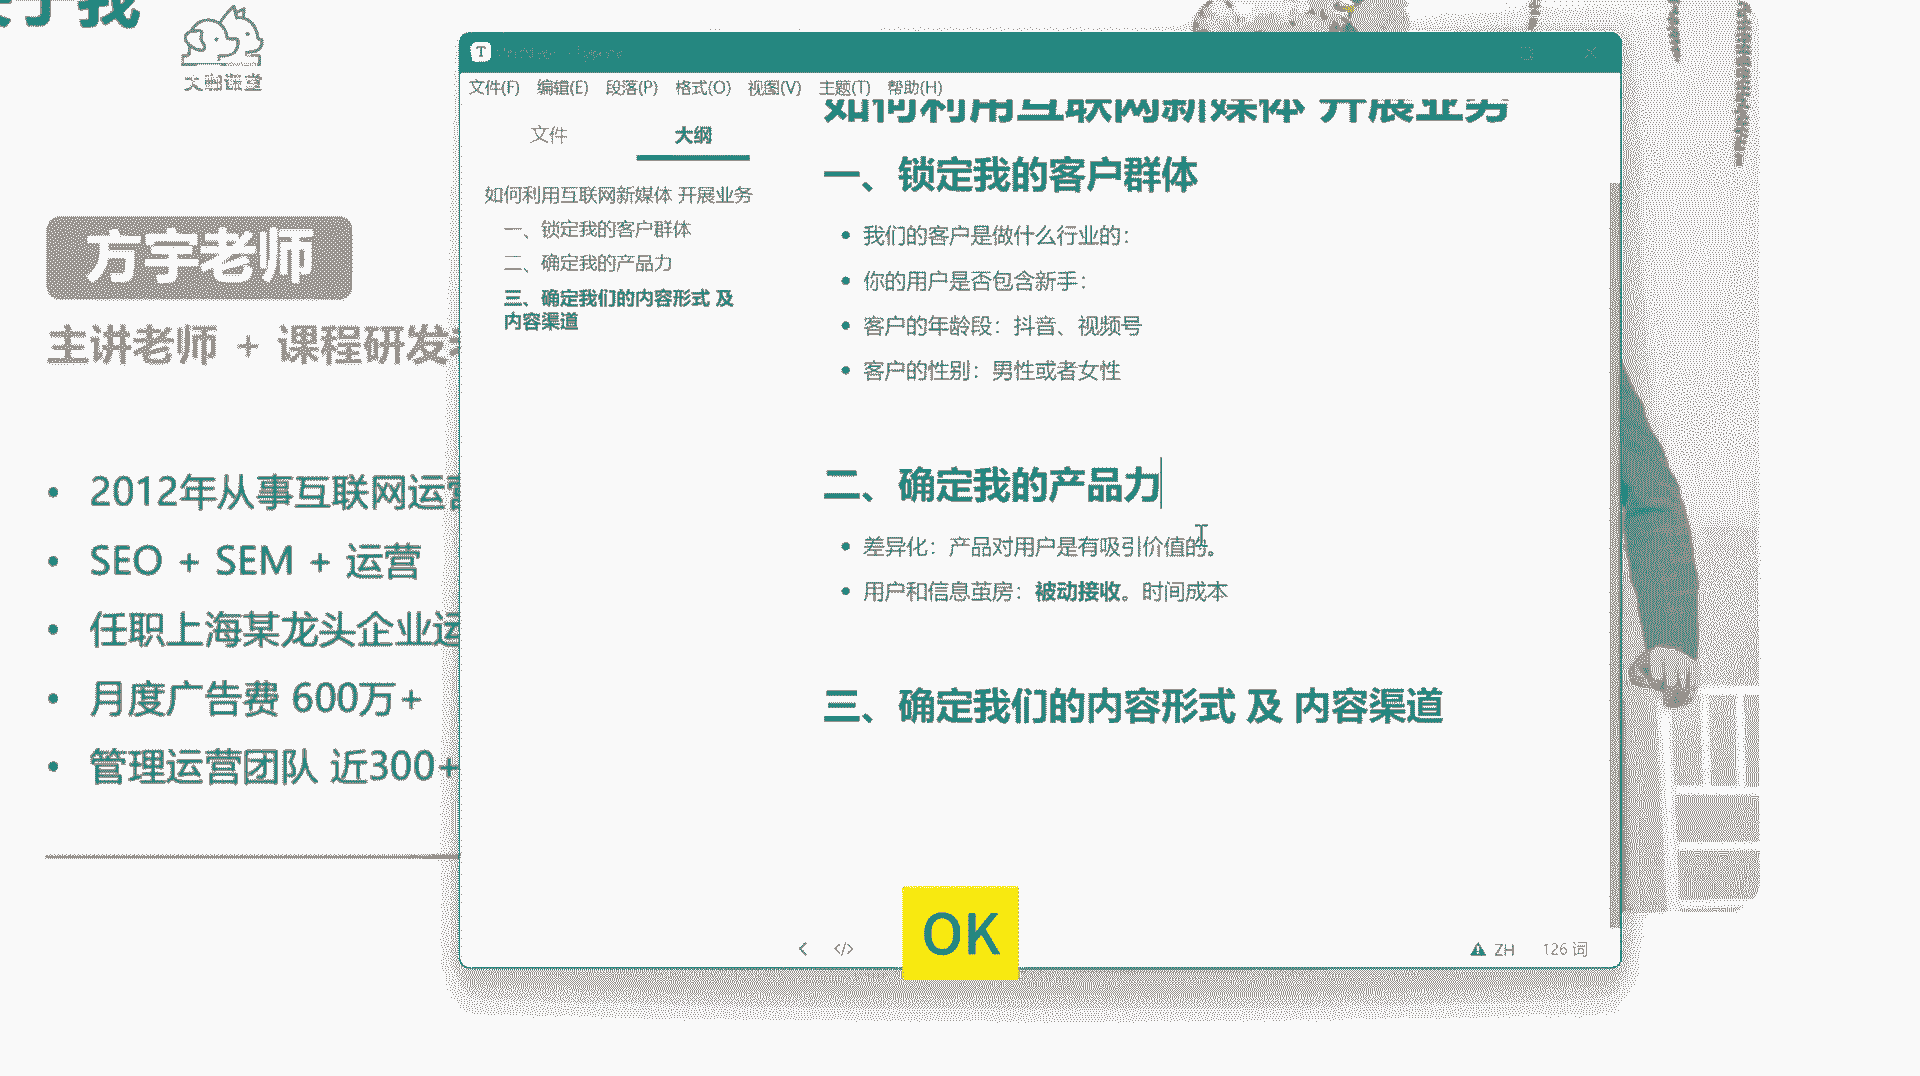 方宇老师
主讲老师 + 课程研发
2012年从事互联网运营
SEO + SEM + 运营
任职上海某龙头企业运
月度广告费 600万+
管理运营团队 近300+
文件(F) 编辑(E) 段落(P) 格式(O) 视图(V) 主题(T) 帮助(H)
文件 大纲
如何利用互联网新媒体 开展业务
一、锁定我的客户群体
二、确定我的产品力
三、确定我们的内容形式 及
内容渠道
如何利用互联网新媒体 开展业务
一、锁定我的客户群体
我们的客户是做什么行业的：
你的用户是否包含新手：
客户的年龄段：抖音、视频号
客户的性别：男性或者女性
二、确定我的产品力
差异化：产品对用户是有吸引价值的。
用户和信息茧房：被动接收。时间成本
三、确定我们的内容形式 及 内容渠道
OK
ZH 126 词